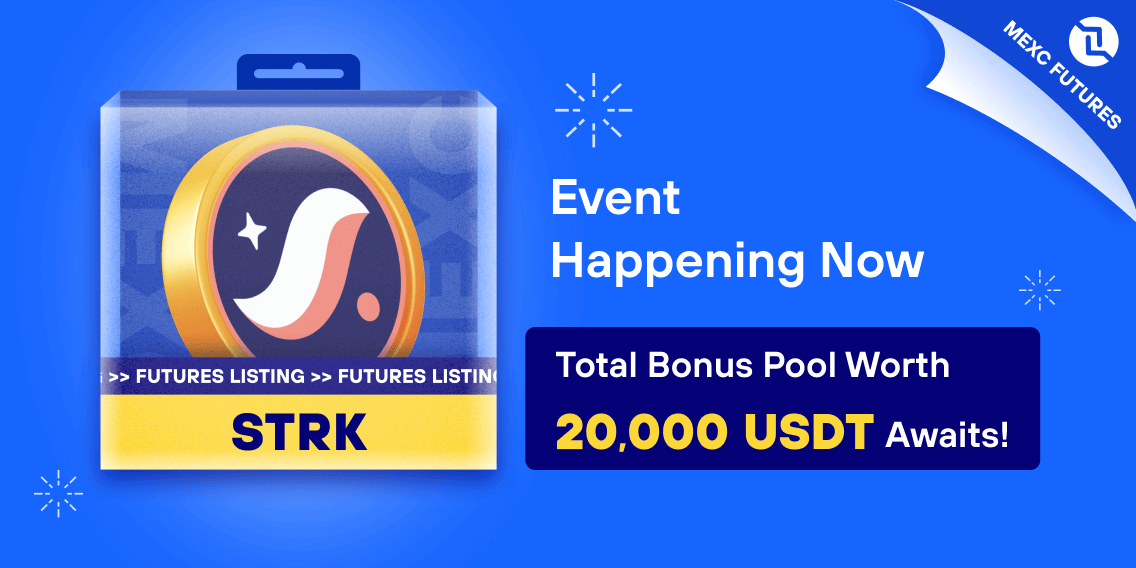 MEXC FUTURES
Event
Happening Now
Total Bonus Pool Worth
20,000 USDT Awaits!
>> FUTURES LISTING >> FUTURES LISTING
STRK